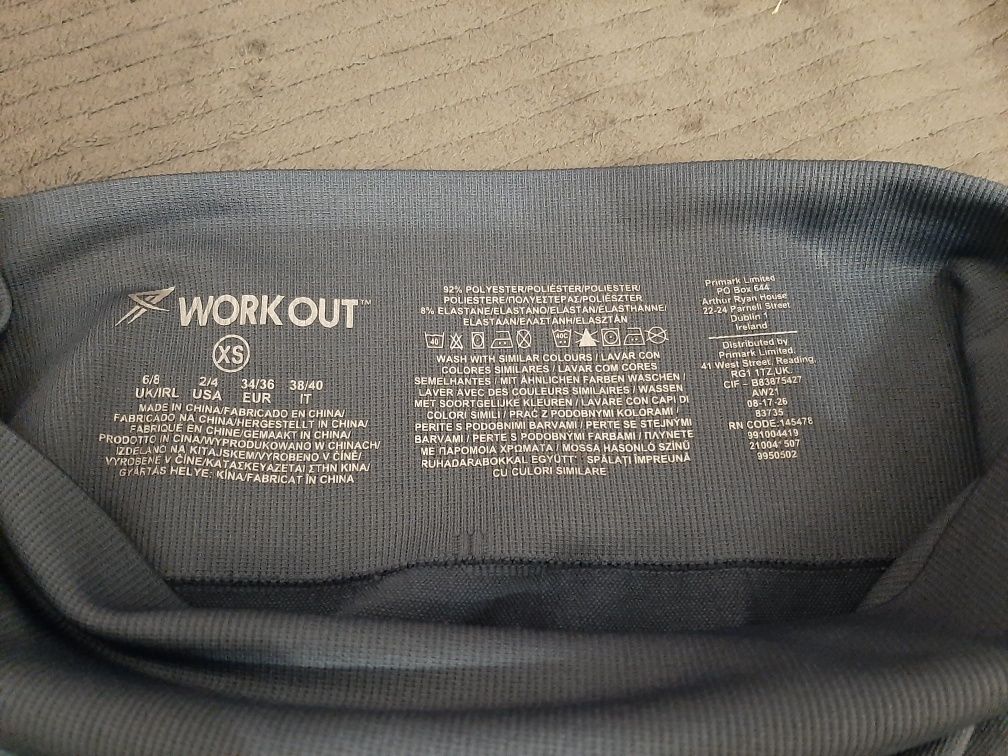 WORK OUT™
XS
6/8 2/4 34/36 38/40
UK/IRL USA EUR IT
MADE IN CHINA/FABRICADO EN CHINA/
FABRICADO NA CHINA/HERGESTELLT IN CHINA/
FABRIQUÉ EN CHINE/GEMAAKT IN CHINA/
PRODOTTO IN CINA/WYPRODUKOWANO W CHINACH/
IZDELANO NA KITAJSKEM/VYROBENO V ČÍNĚ/
VYROBENÉ V ČÍNE/ΚΑΤΑΣΚΕΥΑΖΕΤΑΙ ΣΤΗΝ ΚΙΝΑ/
GYÁRTÁS HELYE: KÍNA/FABRICAT ÎN CHINA
92% POLYESTER/POLIÉSTER/POLIESTER/
POLIESTERE/ΠΟΛΥΕΣΤΕΡΑΣ/POLIÉSZTER
8% ELASTANE/ELASTANO/ELASTAN/ÉLASTHANNE/
ELASTAAN/ΕΛΑΣΤΑΝΗ/ELASZTÁN
40 40C
WASH WITH SIMILAR COLOURS / LAVAR CON
COLORES SIMILARES / LAVAR COM CORES
SEMELHANTES / MIT ÄHNLICHEN FARBEN WASCHEN /
LAVER AVEC DES COULEURS SIMILAIRES / WASSEN
MET SOORTGELIJKE KLEUREN / LAVARE CON CAPI DI
COLORI SIMILI / PRAĆ Z PODOBNYMI KOLORAMI /
PERITE S PODOBNIMI BARVAMI / PERTE SE STEJNÝMI
BARVAMI / PERTE S PODOBNÝMI FARBAMI / ΠΛΥΝΕΤΕ
ΜΕ ΠΑΡΟΜΟΙΑ ΧΡΩΜΑΤΑ / MOSSA HASONLÓ SZÍNŰ
RUHADARABOKKAL EGYÜTT / SPĂLAȚI ÎMPREUNĂ
CU CULORI SIMILARE
Primark Limited
PO Box 644
Arthur Ryan House
22-24 Parnell Street
Dublin 1
Ireland
Distributed by
Primark Limited.
41 West Street, Reading,
RG1 1TZ,UK.
CIF - B83875427
AW21
08-17-26
83735
RN CODE.145478
991004419
21004* 507
9950502